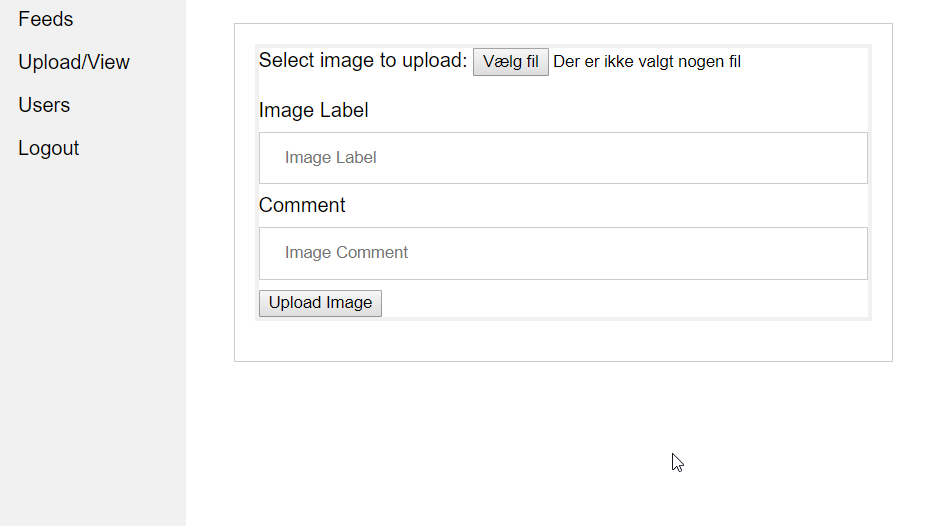 Feeds
Upload/View
Users
Logout
Select image to upload: Vælg fil Der er ikke valgt nogen fil
Image Label
Image Label
Comment
Image Comment
Upload Image